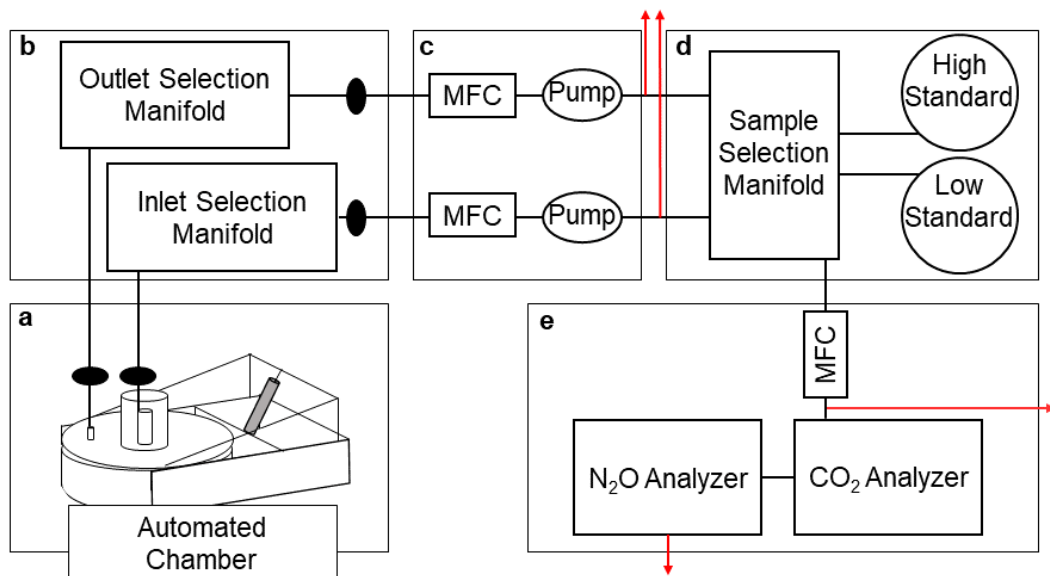 b
Outlet Selection
Manifold
Inlet Selection
Manifold
c
MFC
Pump
MFC
Pump
d
Sample
Selection
Manifold
High
Standard
Low
Standard
a
Automated
Chamber
e
MFC
N₂O Analyzer
CO₂ Analyzer